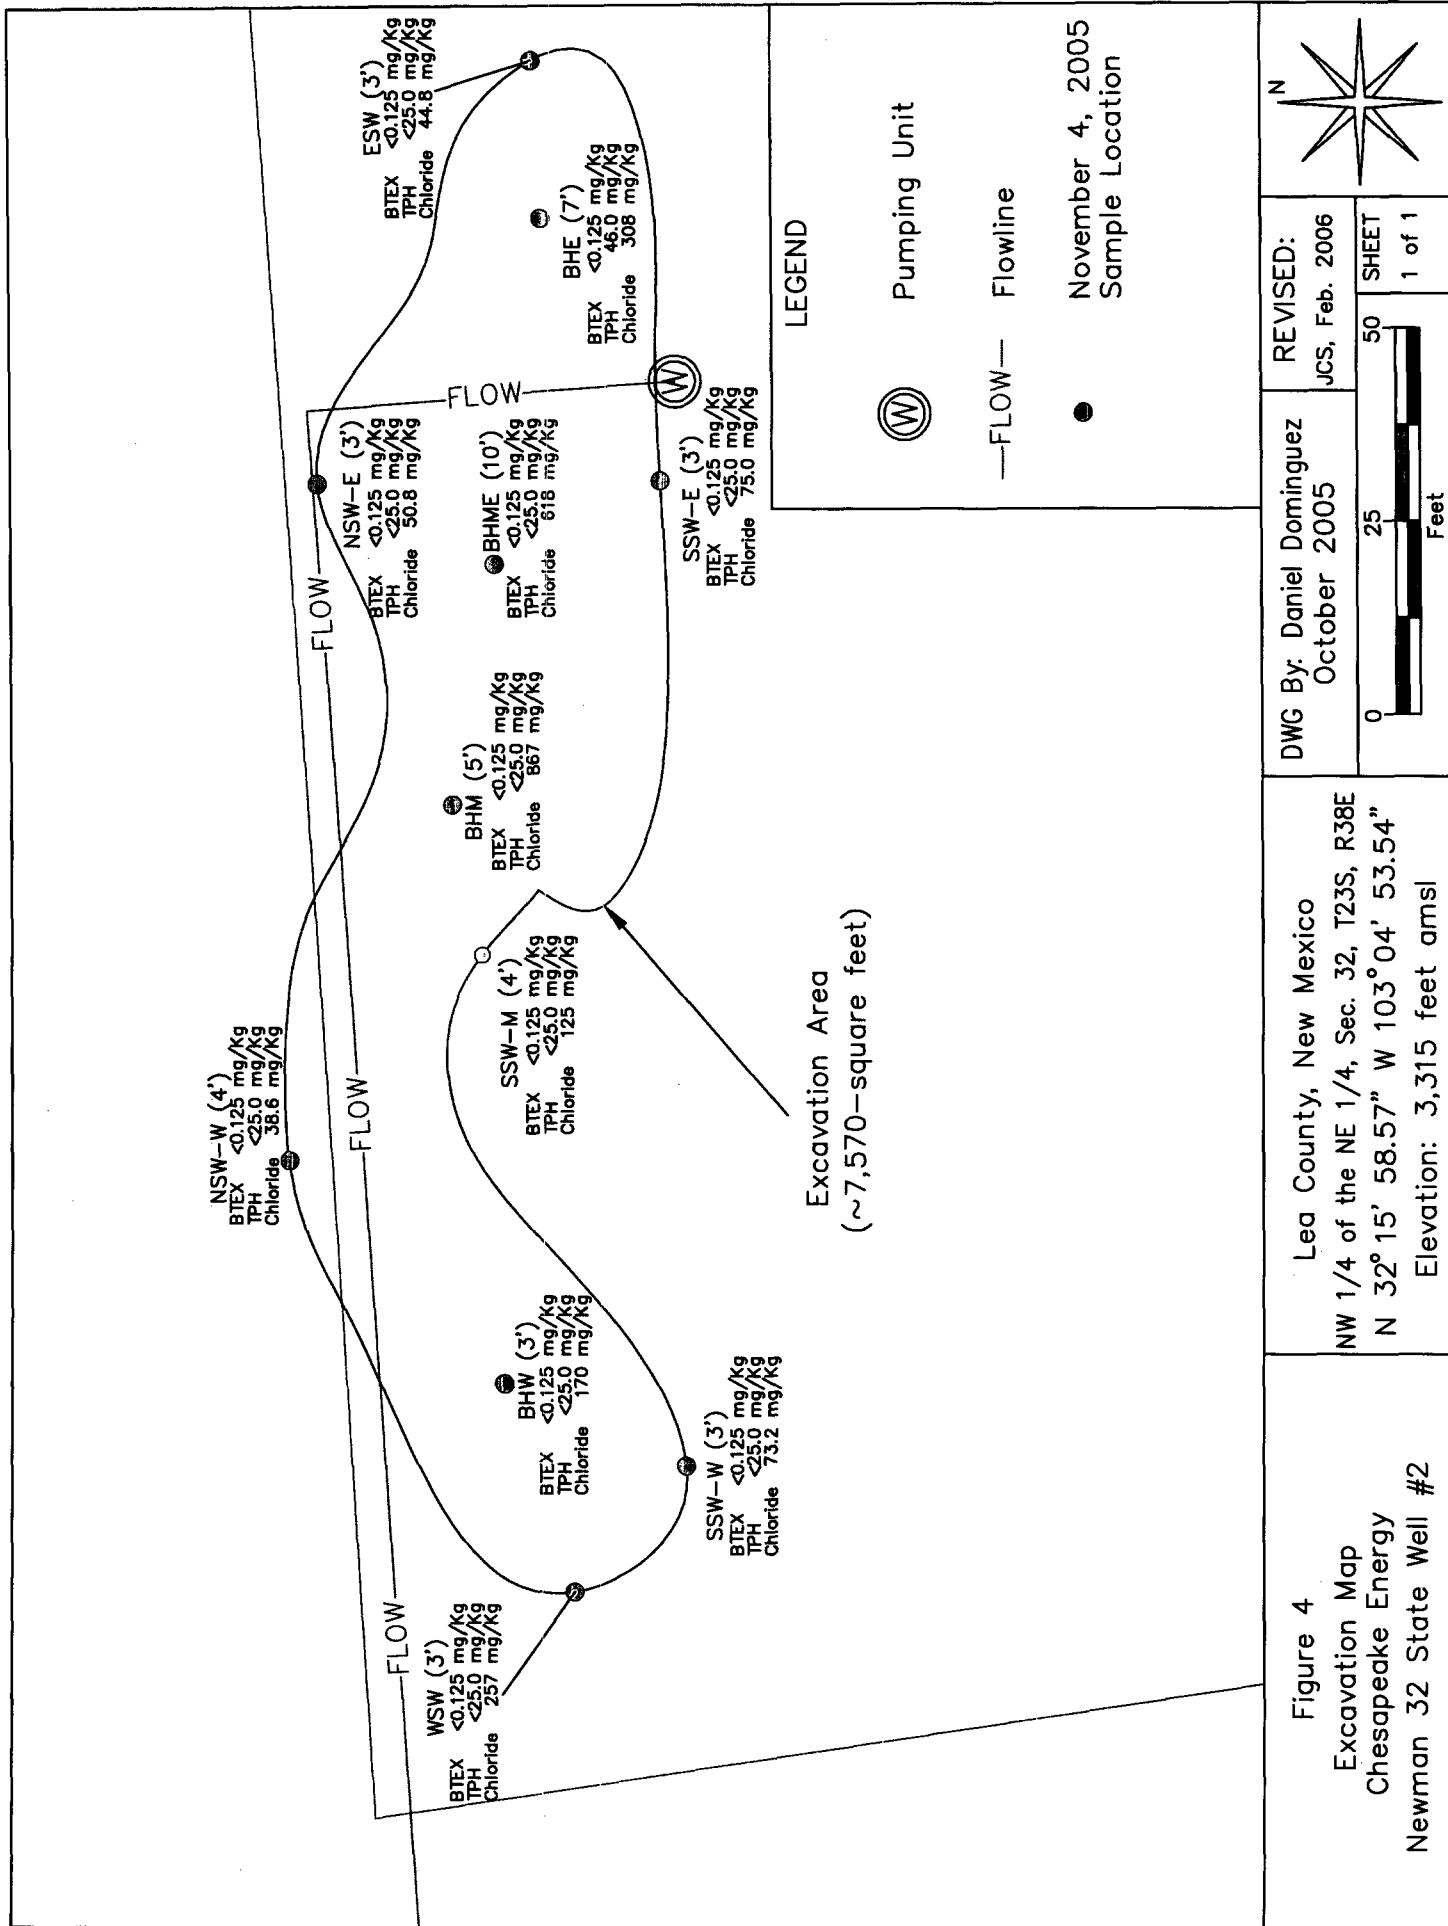 NSW-W (4')
BTEX <0.125 mg/Kg
TPH <25.0 mg/Kg
Chloride 38.6 mg/Kg
ESW (3')
BTEX <0.125 mg/Kg
TPH <25.0 mg/Kg
Chloride 44.8 mg/Kg
FLOW
FLOW
FLOW
FLOW
NSW-E (3')
BTEX <0.125 mg/Kg
TPH <25.0 mg/Kg
Chloride 50.8 mg/Kg
WSW (3')
BTEX <0.125 mg/Kg
TPH <25.0 mg/Kg
Chloride 257 mg/Kg
BHM (5')
BTEX <0.125 mg/Kg
TPH <25.0 mg/Kg
Chloride 867 mg/Kg
BHME (10')
BTEX <0.125 mg/Kg
TPH <25.0 mg/Kg
Chloride 618 mg/Kg
SSW-M (4')
BTEX <0.125 mg/Kg
TPH <25.0 mg/Kg
Chloride 125 mg/Kg
BHW (3')
BTEX <0.125 mg/Kg
TPH <25.0 mg/Kg
Chloride 170 mg/Kg
BHE (7')
BTEX <0.125 mg/Kg
TPH 46.0 mg/Kg
Chloride 308 mg/Kg
W
SSW-E (3')
BTEX <0.125 mg/Kg
TPH <25.0 mg/Kg
Chloride 75.0 mg/Kg
SSW-W (3')
BTEX <0.125 mg/Kg
TPH <25.0 mg/Kg
Chloride 73.2 mg/Kg
Excavation Area
(~7,570-square feet)
LEGEND
W Pumping Unit
—FLOW— Flowline
November 4, 2005
Sample Location
Figure 4
Excavation Map
Chesapeake Energy
Newman 32 State Well #2
Lea County, New Mexico
NW 1/4 of the NE 1/4, Sec. 32, T23S, R38E
N 32° 15' 58.57" W 103° 04' 53.54"
Elevation: 3,315 feet amsl
DWG By: Daniel Dominguez
October 2005
REVISED:
JCS, Feb. 2006
0 25 50
Feet
SHEET
1 of 1
N